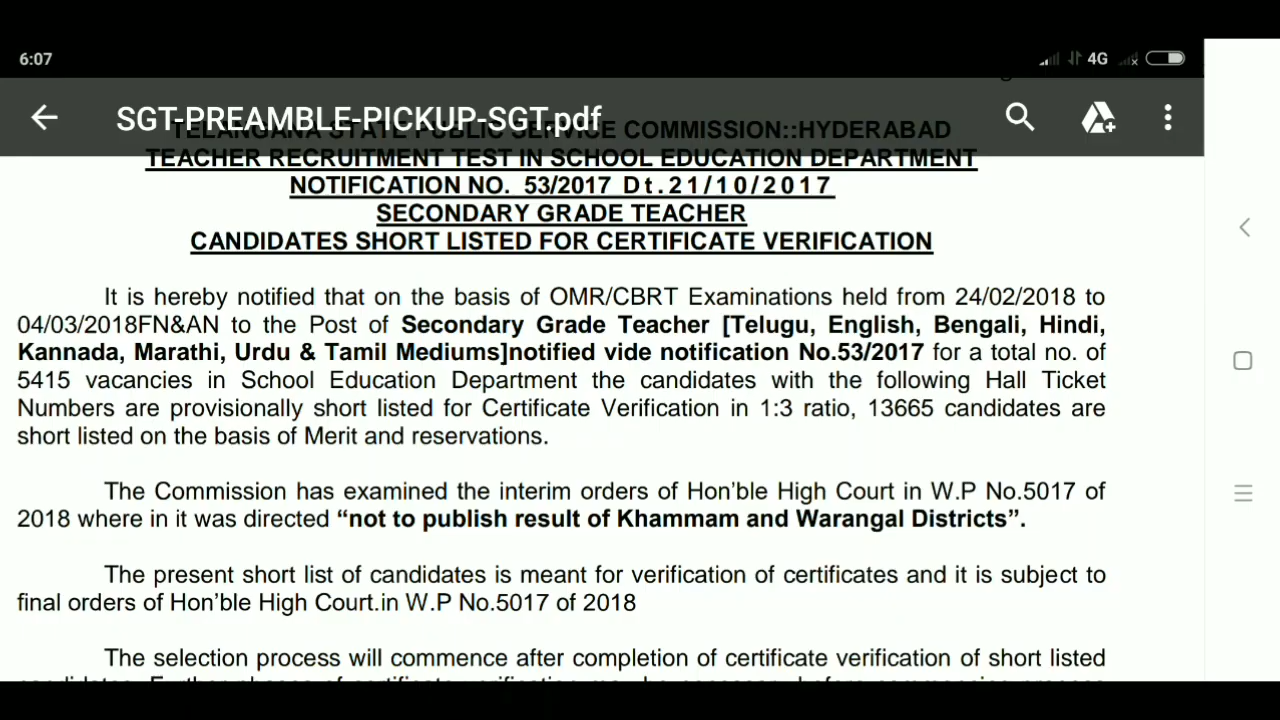 6:07
4G
SGT-PREAMBLE-PICKUP-SGT.pdf
TELANGANA STATE PUBLIC SERVICE COMMISSION::HYDERABAD
TEACHER RECRUITMENT TEST IN SCHOOL EDUCATION DEPARTMENT
NOTIFICATION NO. 53/2017 Dt.21/10/2017
SECONDARY GRADE TEACHER
CANDIDATES SHORT LISTED FOR CERTIFICATE VERIFICATION
It is hereby notified that on the basis of OMR/CBRT Examinations held from 24/02/2018 to
04/03/2018FN&AN to the Post of Secondary Grade Teacher [Telugu, English, Bengali, Hindi,
Kannada, Marathi, Urdu & Tamil Mediums]notified vide notification No.53/2017 for a total no. of
5415 vacancies in School Education Department the candidates with the following Hall Ticket
Numbers are provisionally short listed for Certificate Verification in 1:3 ratio, 13665 candidates are
short listed on the basis of Merit and reservations.
The Commission has examined the interim orders of Hon'ble High Court in W.P No.5017 of
2018 where in it was directed “not to publish result of Khammam and Warangal Districts”.
The present short list of candidates is meant for verification of certificates and it is subject to
final orders of Hon'ble High Court.in W.P No.5017 of 2018
The selection process will commence after completion of certificate verification of short listed